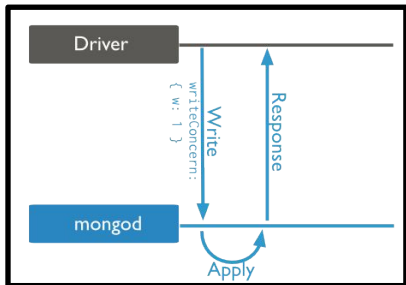 Driver
Write
writeConcern:
{ w: 1 }
Response
mongod
Apply